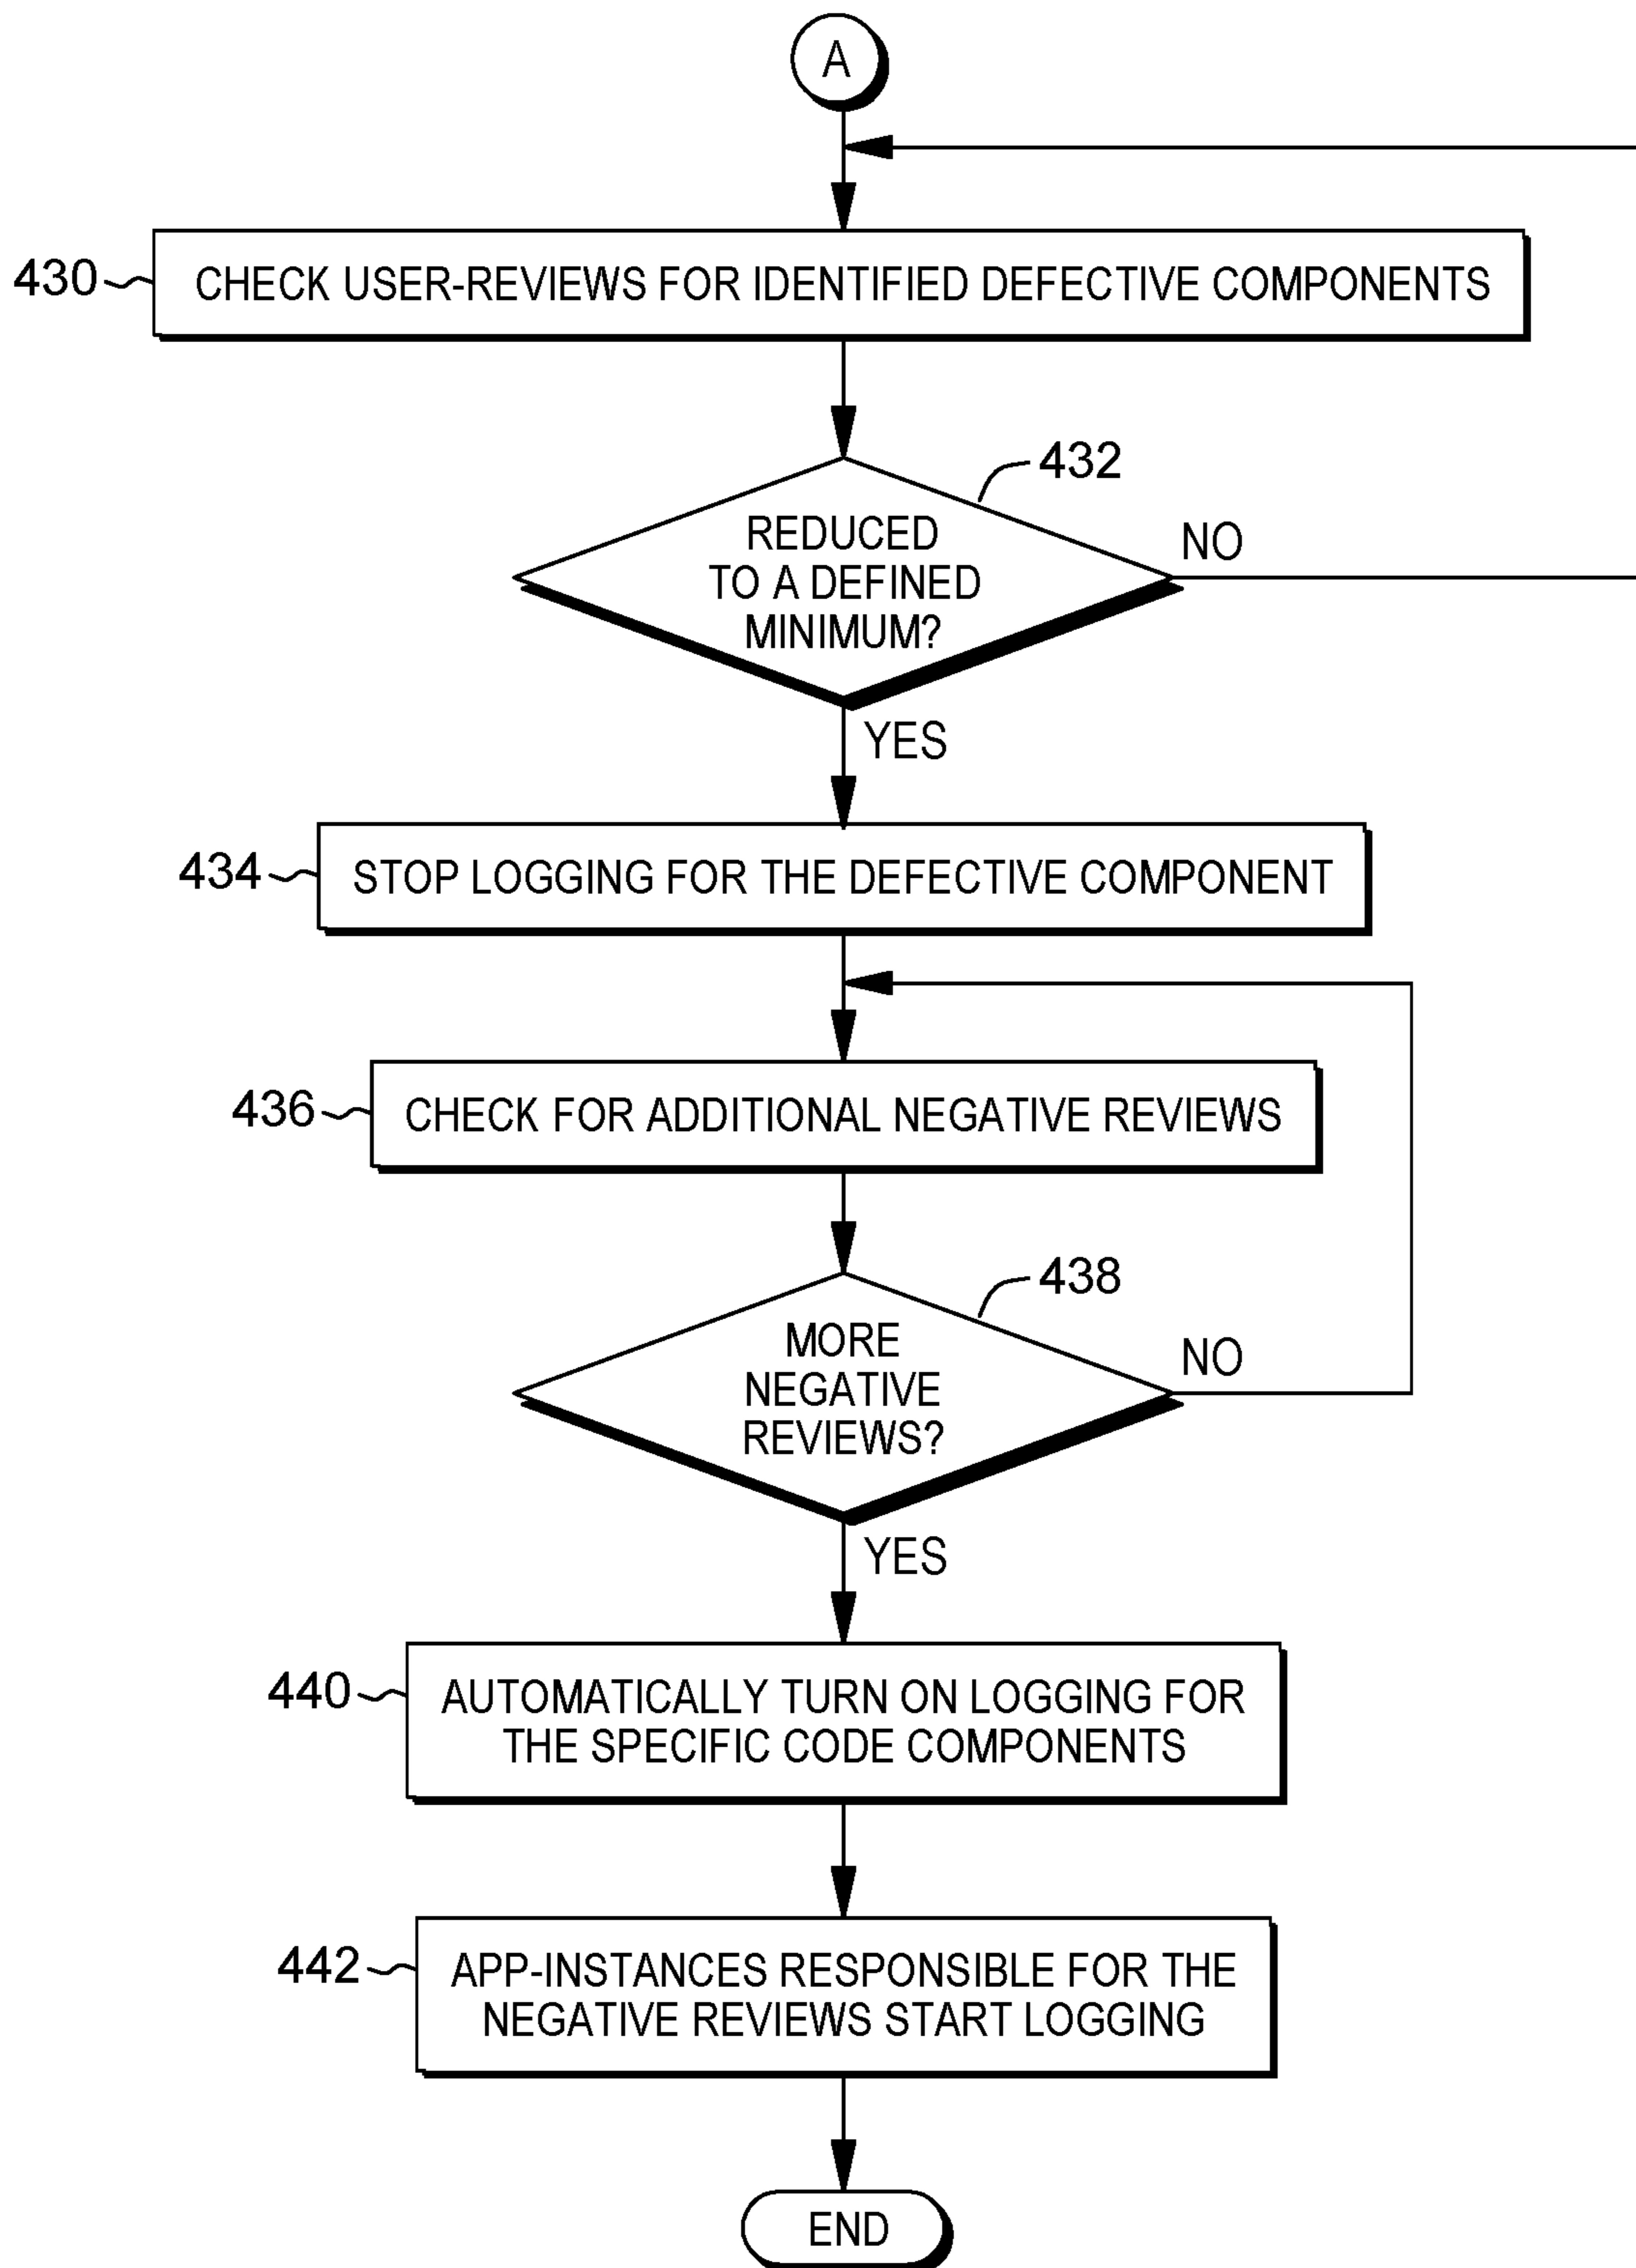 A
430
CHECK USER-REVIEWS FOR IDENTIFIED DEFECTIVE COMPONENTS
432
REDUCED
TO A DEFINED
MINIMUM?
NO
YES
434
STOP LOGGING FOR THE DEFECTIVE COMPONENT
436
CHECK FOR ADDITIONAL NEGATIVE REVIEWS
438
MORE
NEGATIVE
REVIEWS?
NO
YES
440
AUTOMATICALLY TURN ON LOGGING FOR
THE SPECIFIC CODE COMPONENTS
442
APP-INSTANCES RESPONSIBLE FOR THE
NEGATIVE REVIEWS START LOGGING
END